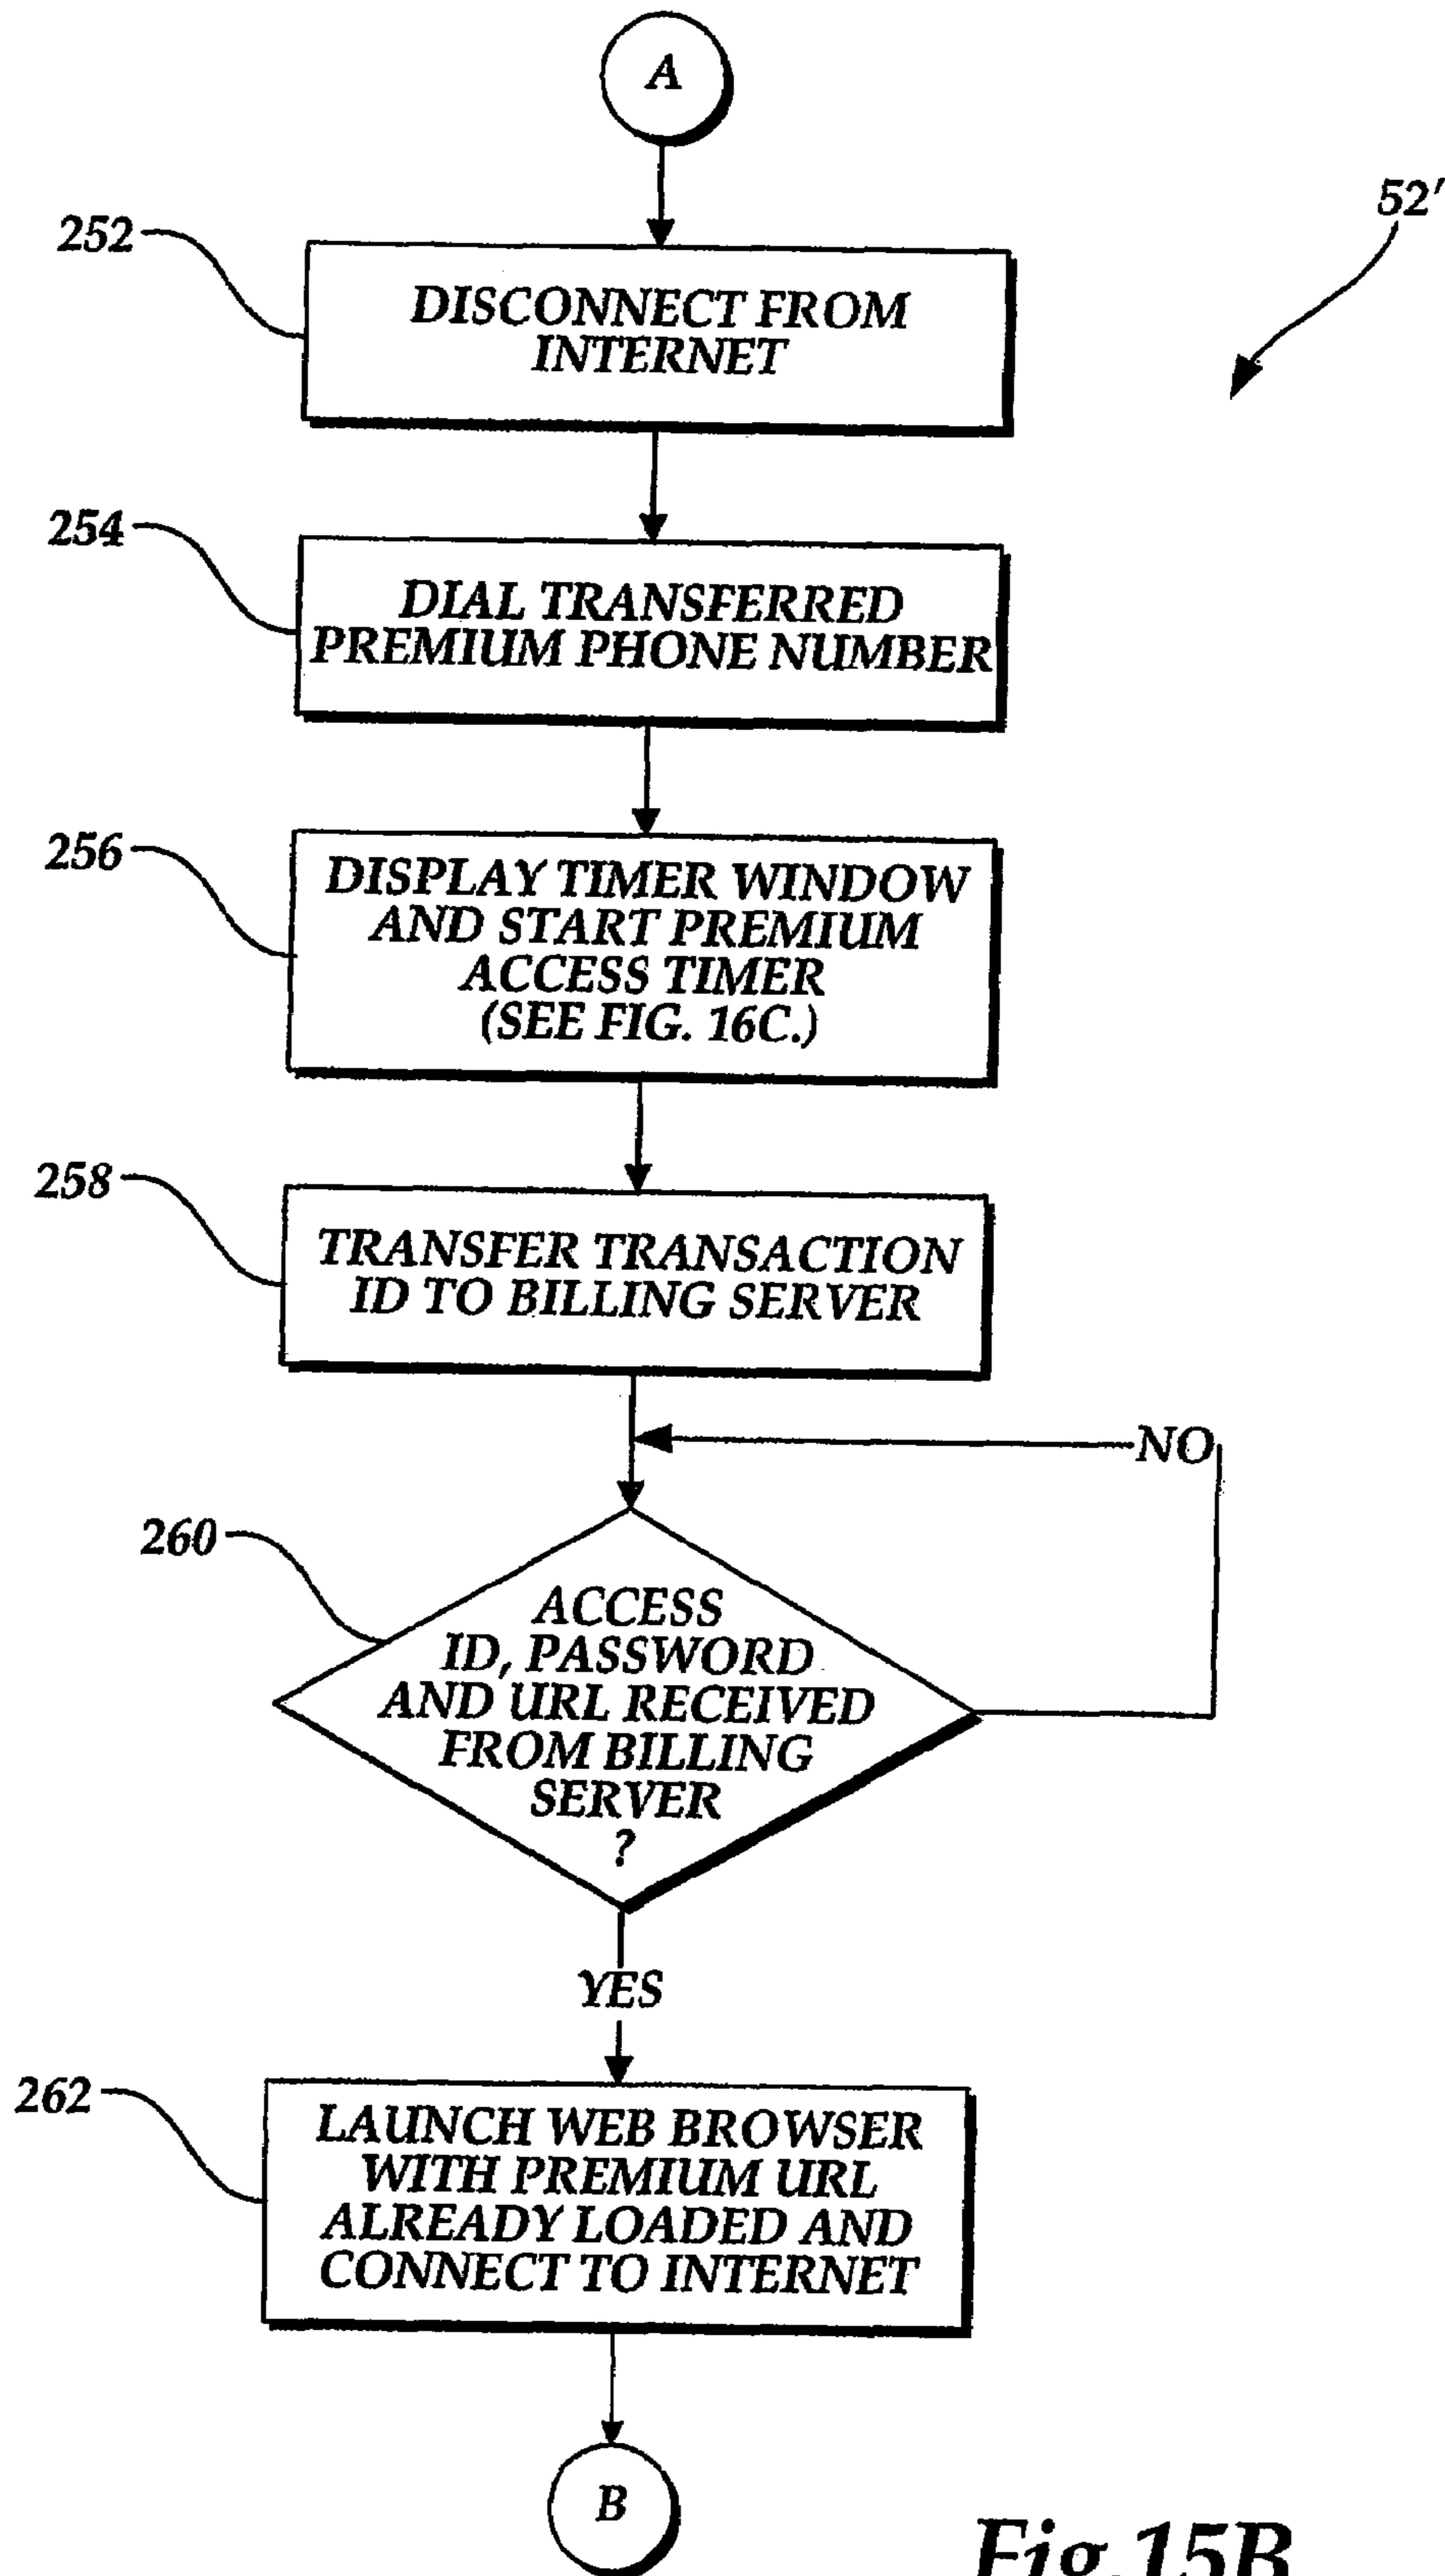 A
52'
252
DISCONNECT FROM
INTERNET
254
DIAL TRANSFERRED
PREMIUM PHONE NUMBER
256
DISPLAY TIMER WINDOW
AND START PREMIUM
ACCESS TIMER
(SEE FIG. 16C.)
258
TRANSFER TRANSACTION
ID TO BILLING SERVER
NO
260
ACCESS
ID, PASSWORD
AND URL RECEIVED
FROM BILLING
SERVER
?
YES
262
LAUNCH WEB BROWSER
WITH PREMIUM URL
ALREADY LOADED AND
CONNECT TO INTERNET
B
Fig.15B